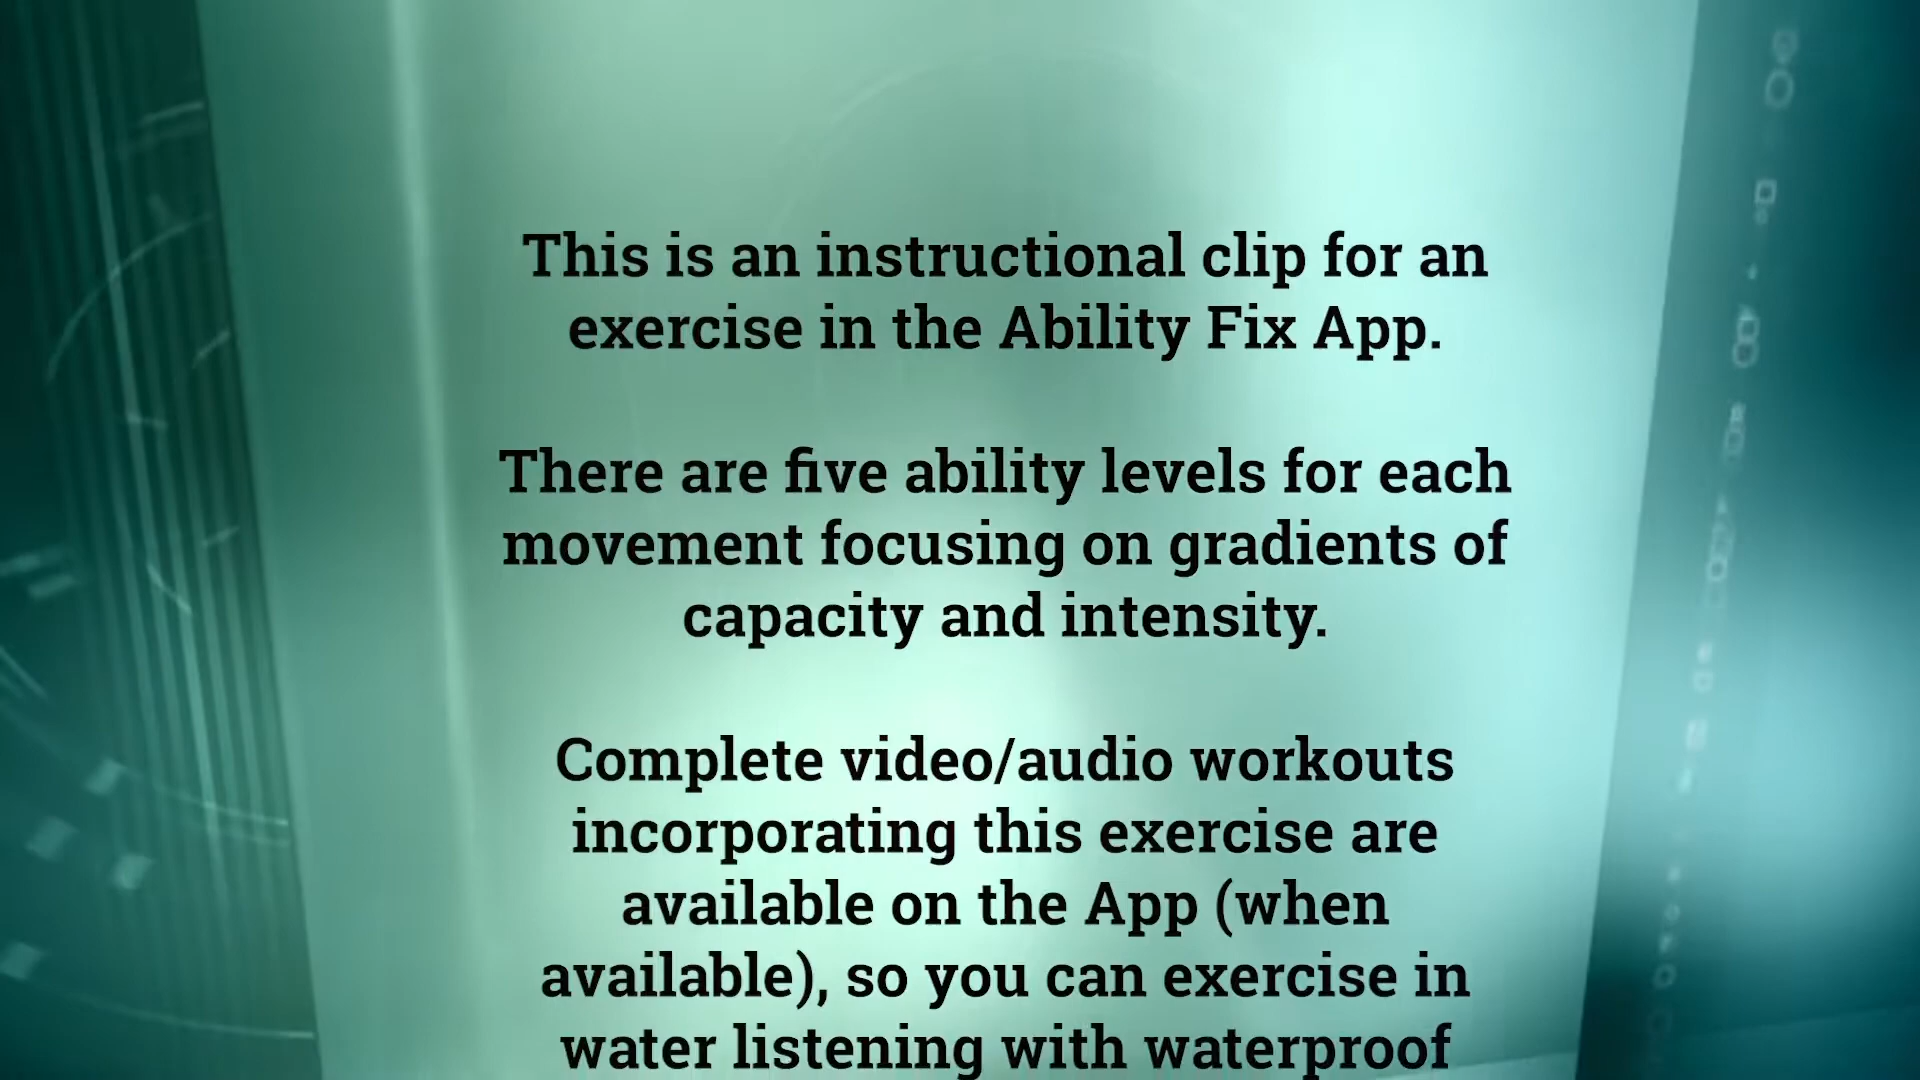 This is an instructional clip for an
exercise in the Ability Fix App.
There are five ability levels for each
movement focusing on gradients of
capacity and intensity.
Complete video/audio workouts
incorporating this exercise are
available on the App (when
available), so you can exercise in
water listening with waterproof